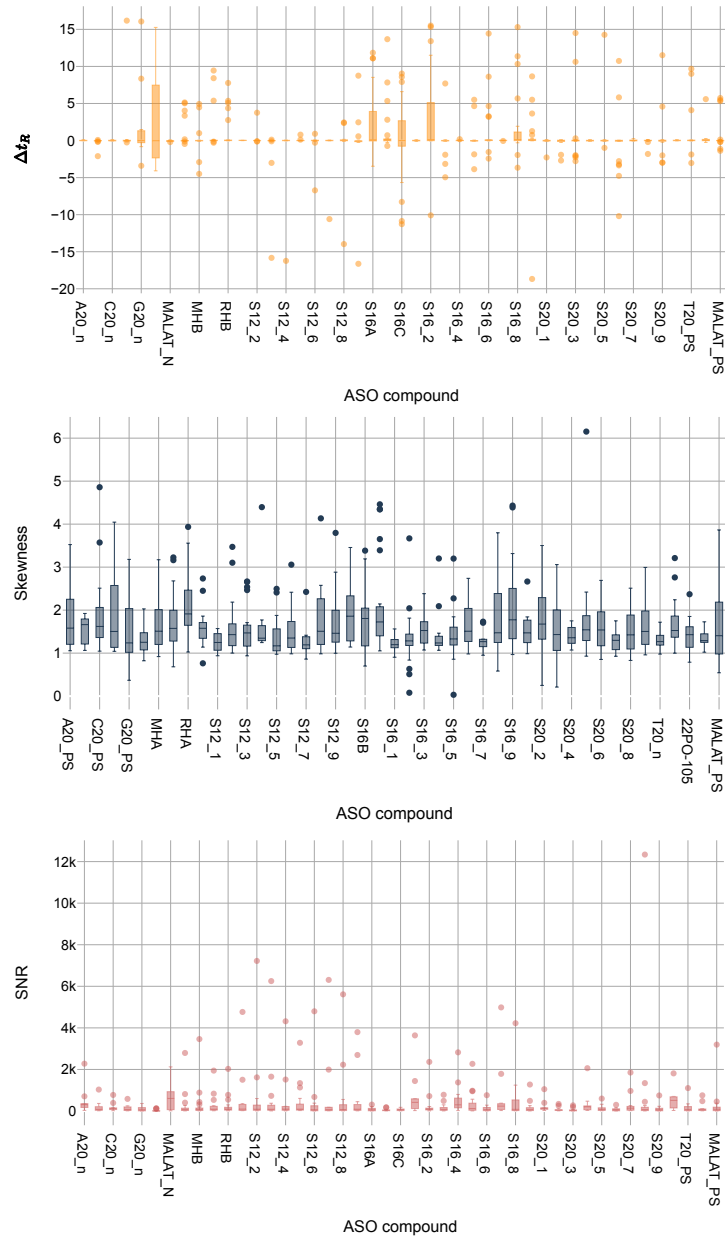 15
10
5
0
−5
−10
−15
−20
Δt_R
A20_n
C20_n
G20_n
MALAT_N
MHB
RHB
S12_2
S12_4
S12_6
S12_8
S16A
S16C
S16_2
S16_4
S16_6
S16_8
S20_1
S20_3
S20_5
S20_7
S20_9
T20_PS
MALAT_PS
ASO compound
6
5
4
3
2
1
0
Skewness
A20_PS
C20_PS
G20_PS
MHA
RHA
S12_1
S12_3
S12_5
S12_7
S12_9
S16B
S16_1
S16_3
S16_5
S16_7
S16_9
S20_2
S20_4
S20_6
S20_8
T20_n
22PO-105
MALAT_PS
ASO compound
12k
10k
8k
6k
4k
2k
0
SNR
A20_n
C20_n
G20_n
MALAT_N
MHB
RHB
S12_2
S12_4
S12_6
S12_8
S16A
S16C
S16_2
S16_4
S16_6
S16_8
S20_1
S20_3
S20_5
S20_7
S20_9
T20_PS
MALAT_PS
ASO compound